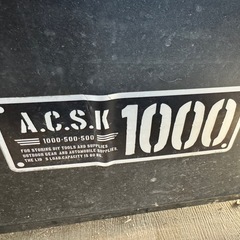 A.C.S.K 1000
1000-500-500
FOR STORING DIY TOOLS AND SUPPLIES
OUTDOOR GEAR AND AUTOMOBILE SUPPLIES.
THE LID'S LOAD CAPACITY IS 80 KG